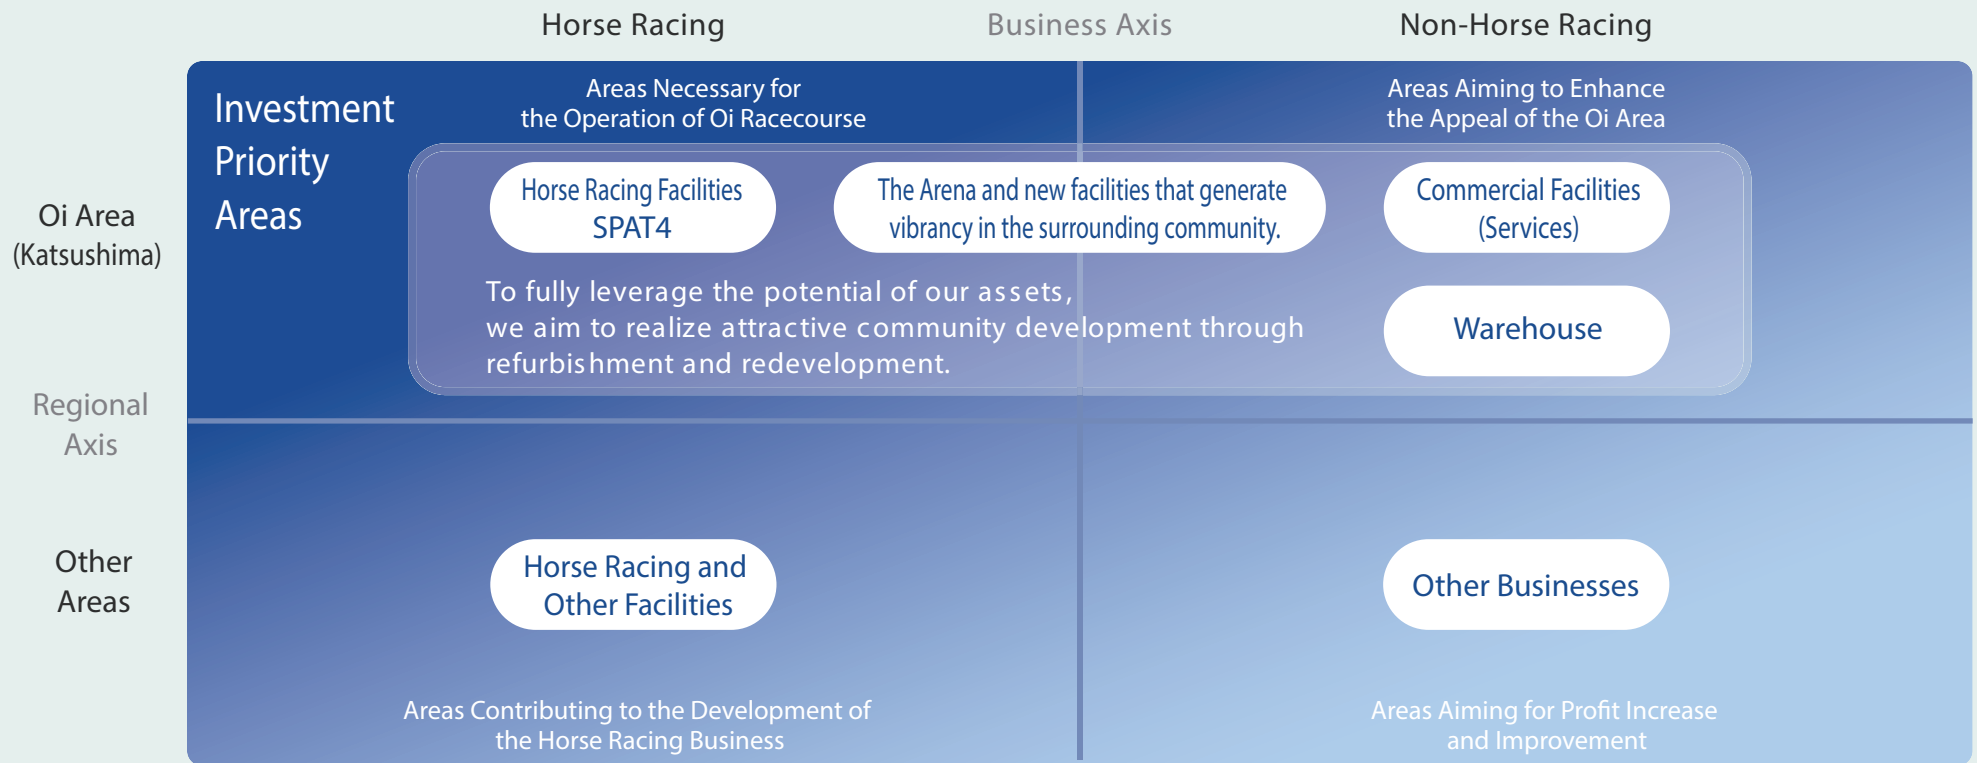 Horse Racing
Business Axis
Non-Horse Racing
Investment
Priority
Areas
Areas Necessary for
the Operation of Oi Racecourse
Areas Aiming to Enhance
the Appeal of the Oi Area
Oi Area
(Katsushima)
Horse Racing Facilities
SPAT4
The Arena and new facilities that generate
vibrancy in the surrounding community.
Commercial Facilities
(Services)
To fully leverage the potential of our assets,
we aim to realize attractive community development through
refurbishment and redevelopment.
Warehouse
Regional
Axis
Other
Areas
Horse Racing and
Other Facilities
Other Businesses
Areas Contributing to the Development of
the Horse Racing Business
Areas Aiming for Profit Increase
and Improvement